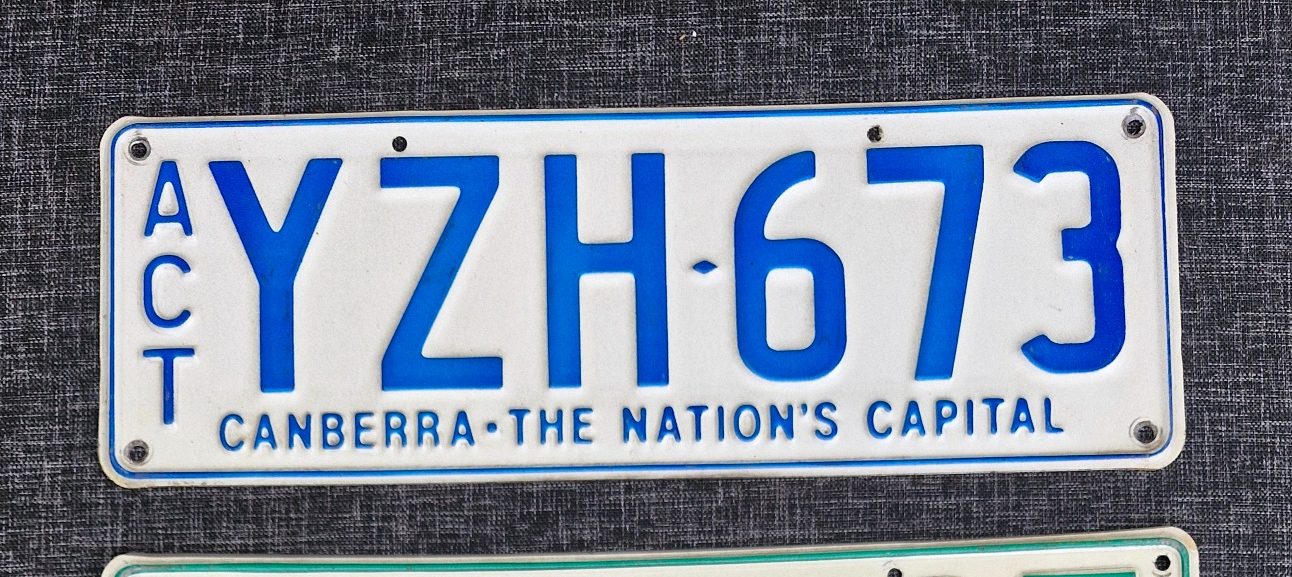 ACT
YZH·673
CANBERRA·THE NATION'S CAPITAL